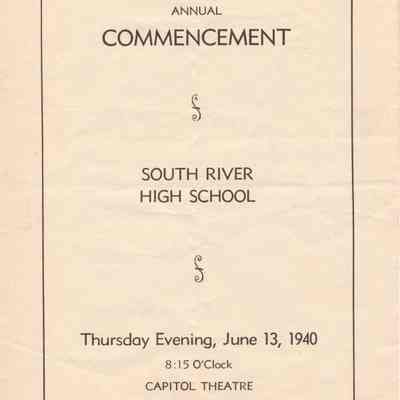 ANNUAL
COMMENCEMENT
SOUTH RIVER
HIGH SCHOOL
Thursday Evening, June 13, 1940
8:15 O'Clock
CAPITOL THEATRE